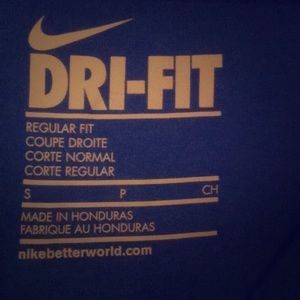 DRI-FIT
REGULAR FIT
COUPE DROITE
CORTE NORMAL
CORTE REGULAR
S P CH
MADE IN HONDURAS
FABRIQUE AU HONDURAS
nikebetterworld.com